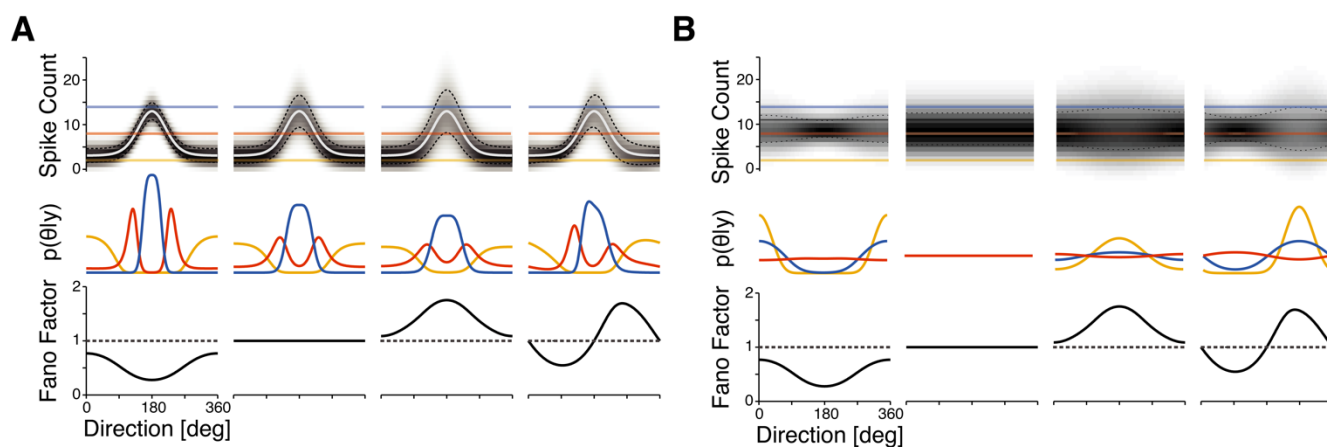 A
B
Spike Count
20
10
0
Spike Count
20
10
0
p(θ|y)
p(θ|y)
Fano Factor
2
1
0
Fano Factor
2
1
0
0 180 360
0 180 360
Direction [deg]
Direction [deg]